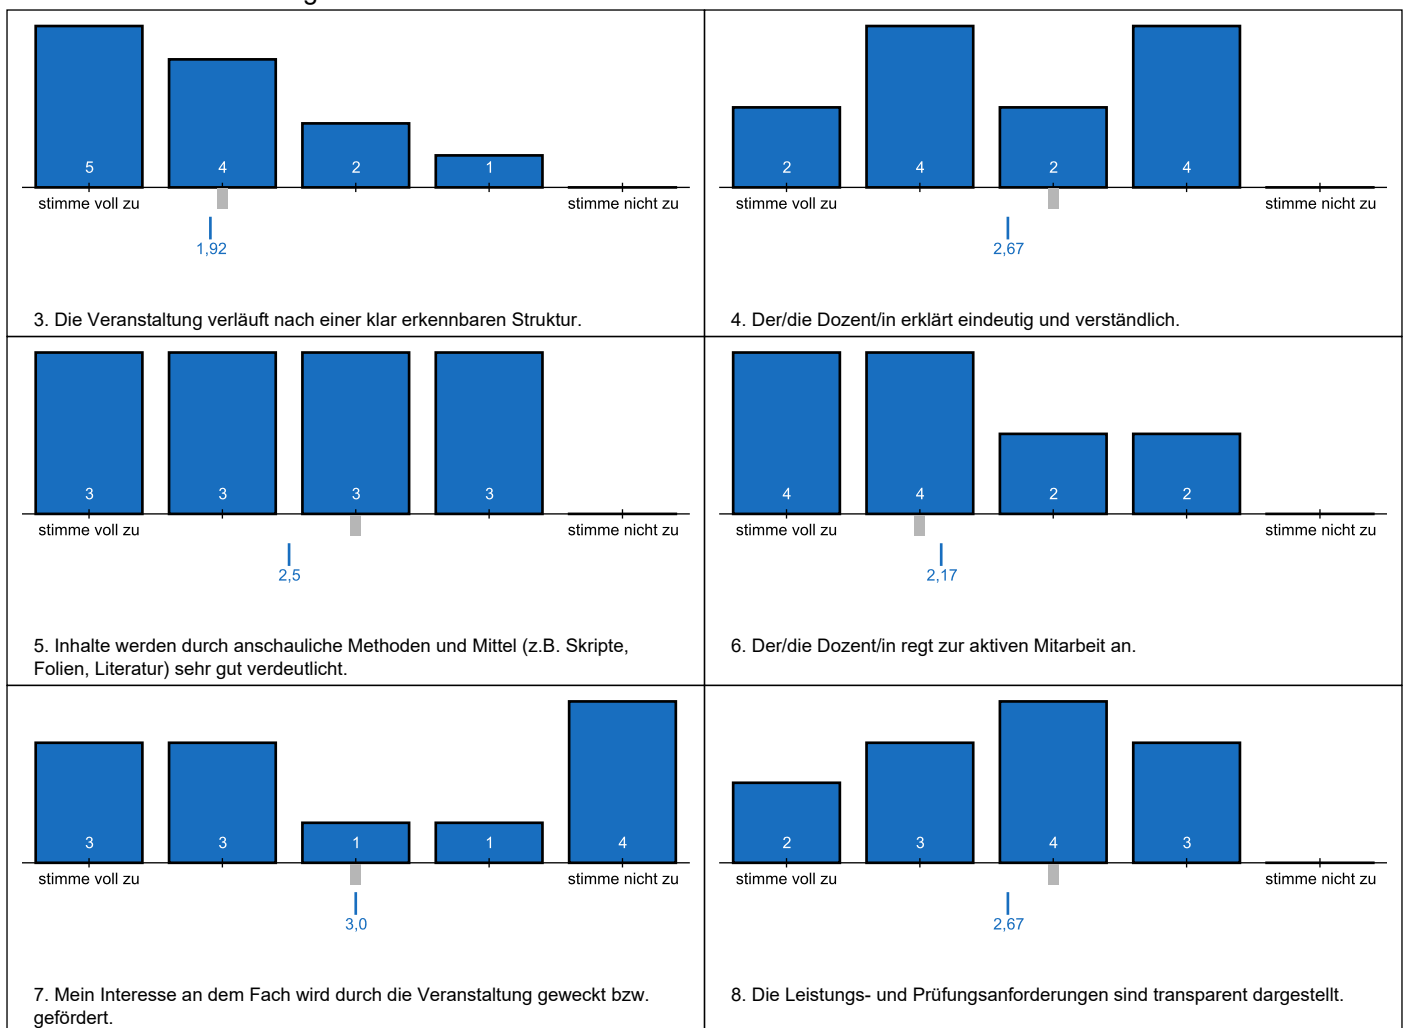 5 4 2 1
stimme voll zu stimme nicht zu
1,92
3. Die Veranstaltung verläuft nach einer klar erkennbaren Struktur.
2 4 2 4
stimme voll zu stimme nicht zu
2,67
4. Der/die Dozent/in erklärt eindeutig und verständlich.
3 3 3 3
stimme voll zu stimme nicht zu
2,5
5. Inhalte werden durch anschauliche Methoden und Mittel (z.B. Skripte,
Folien, Literatur) sehr gut verdeutlicht.
4 4 2 2
stimme voll zu stimme nicht zu
2,17
6. Der/die Dozent/in regt zur aktiven Mitarbeit an.
3 3 1 1 4
stimme voll zu stimme nicht zu
3,0
7. Mein Interesse an dem Fach wird durch die Veranstaltung geweckt bzw.
gefördert.
2 3 4 3
stimme voll zu stimme nicht zu
2,67
8. Die Leistungs- und Prüfungsanforderungen sind transparent dargestellt.